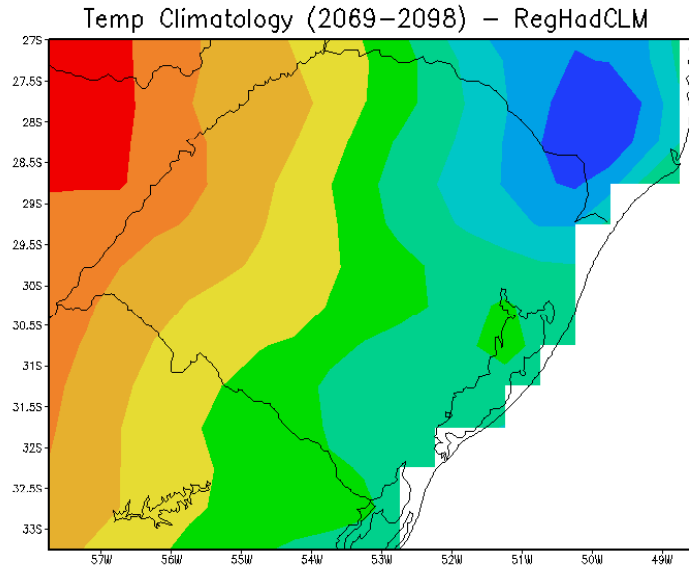 Temp Climatology (2069-2098) - RegHadCLM
27S
27.5S
28S
28.5S
29S
29.5S
30S
30.5S
31S
31.5S
32S
37.5S
33S
57W 56W 55W 54W 53W 52W 51W 50W 49W